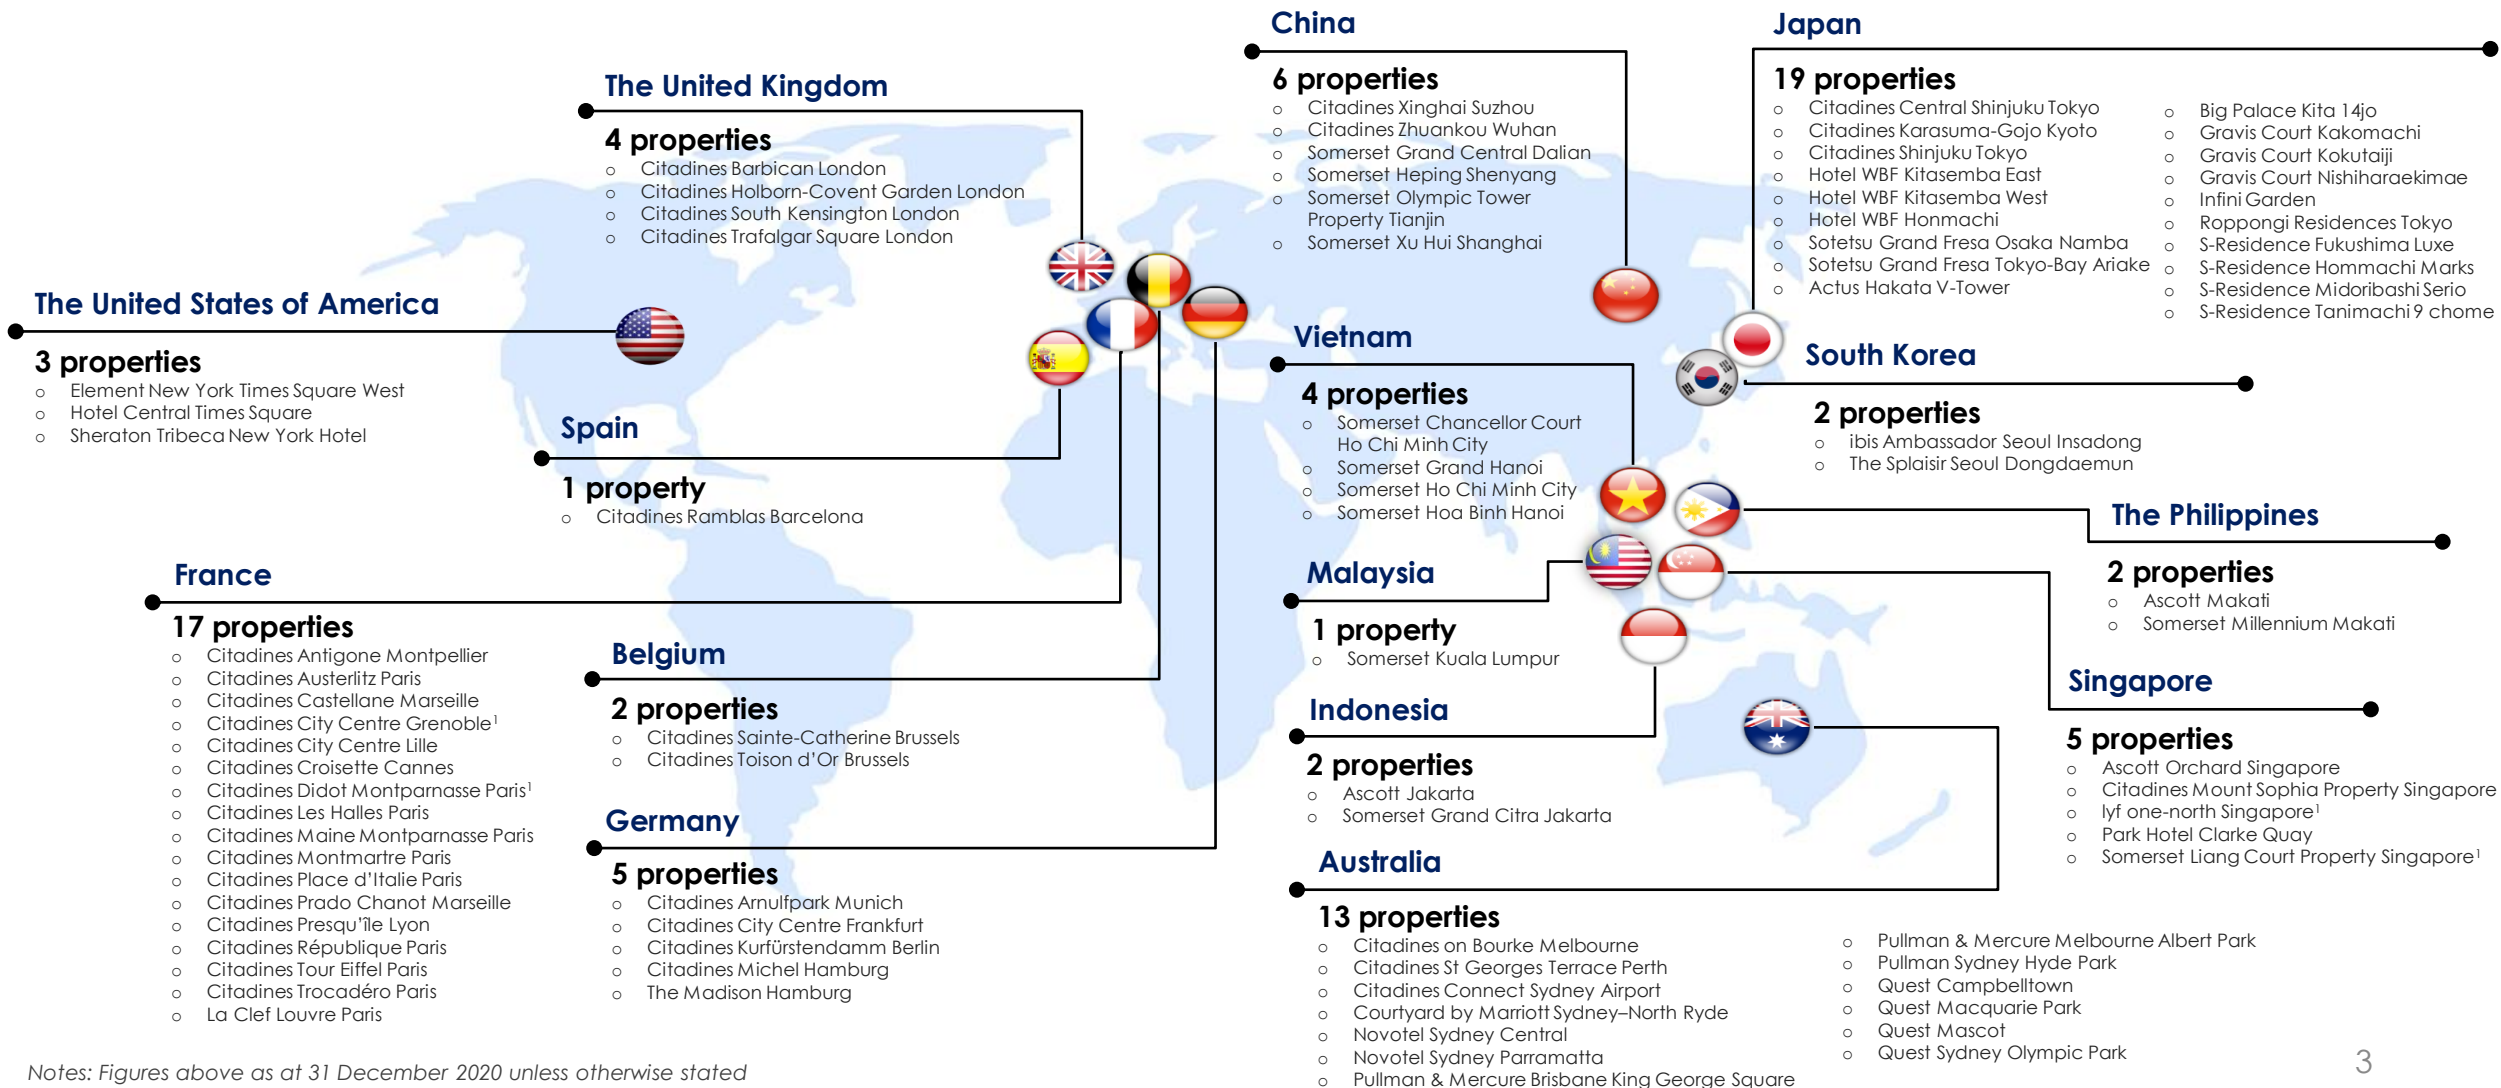 The United States of America
3 properties
o Element New York Times Square West
o Hotel Central Times Square
o Sheraton Tribeca New York Hotel
The United Kingdom
4 properties
o Citadines Barbican London
o Citadines Holborn-Covent Garden London
o Citadines South Kensington London
o Citadines Trafalgar Square London
Spain
1 property
o Citadines Ramblas Barcelona
France
17 properties
o Citadines Antigone Montpellier
o Citadines Austerlitz Paris
o Citadines Castellane Marseille
o Citadines City Centre Grenoble¹
o Citadines City Centre Lille
o Citadines Croisette Cannes
o Citadines Didot Montparnasse Paris¹
o Citadines Les Halles Paris
o Citadines Maine Montparnasse Paris
o Citadines Montmartre Paris
o Citadines Place d’Italie Paris
o Citadines Prado Chanot Marseille
o Citadines Presqu’île Lyon
o Citadines République Paris
o Citadines Tour Eiffel Paris
o Citadines Trocadéro Paris
o La Clef Louvre Paris
Belgium
2 properties
o Citadines Sainte-Catherine Brussels
o Citadines Toison d’Or Brussels
Germany
5 properties
o Citadines Arnulfpark Munich
o Citadines City Centre Frankfurt
o Citadines Kurfürstendamm Berlin
o Citadines Michel Hamburg
o The Madison Hamburg
China
6 properties
o Citadines Xinghai Suzhou
o Citadines Zhuankou Wuhan
o Somerset Grand Central Dalian
o Somerset Heping Shenyang
o Somerset Olympic Tower
Property Tianjin
o Somerset Xu Hui Shanghai
Japan
19 properties
o Citadines Central Shinjuku Tokyo
o Citadines Karasuma-Gojo Kyoto
o Citadines Shinjuku Tokyo
o Hotel WBF Kitasemba East
o Hotel WBF Kitasemba West
o Hotel WBF Honmachi
o Sotetsu Grand Fresa Osaka Namba
o Sotetsu Grand Fresa Tokyo-Bay Ariake
o Actus Hakata V-Tower
o Big Palace Kita 14jo
o Gravis Court Kakomachi
o Gravis Court Kokutaiji
o Gravis Court Nishiharaekimae
o Infini Garden
o Roppongi Residences Tokyo
o S-Residence Fukushima Luxe
o S-Residence Hommachi Marks
o S-Residence Midoribashi Serio
o S-Residence Tanimachi 9 chome
Vietnam
4 properties
o Somerset Chancellor Court
Ho Chi Minh City
o Somerset Grand Hanoi
o Somerset Ho Chi Minh City
o Somerset Hoa Binh Hanoi
South Korea
2 properties
o ibis Ambassador Seoul Insadong
o The Splaisir Seoul Dongdaemun
The Philippines
2 properties
o Ascott Makati
o Somerset Millennium Makati
Malaysia
1 property
o Somerset Kuala Lumpur
Singapore
5 properties
o Ascott Orchard Singapore
o Citadines Mount Sophia Property Singapore
o lyf one-north Singapore¹
o Park Hotel Clarke Quay
o Somerset Liang Court Property Singapore¹
Indonesia
2 properties
o Ascott Jakarta
o Somerset Grand Citra Jakarta
Australia
13 properties
o Citadines on Bourke Melbourne
o Citadines St Georges Terrace Perth
o Citadines Connect Sydney Airport
o Courtyard by Marriott Sydney–North Ryde
o Novotel Sydney Central
o Novotel Sydney Parramatta
o Pullman & Mercure Brisbane King George Square
o Pullman & Mercure Melbourne Albert Park
o Pullman Sydney Hyde Park
o Quest Campbelltown
o Quest Macquarie Park
o Quest Mascot
o Quest Sydney Olympic Park
Notes: Figures above as at 31 December 2020 unless otherwise stated
3